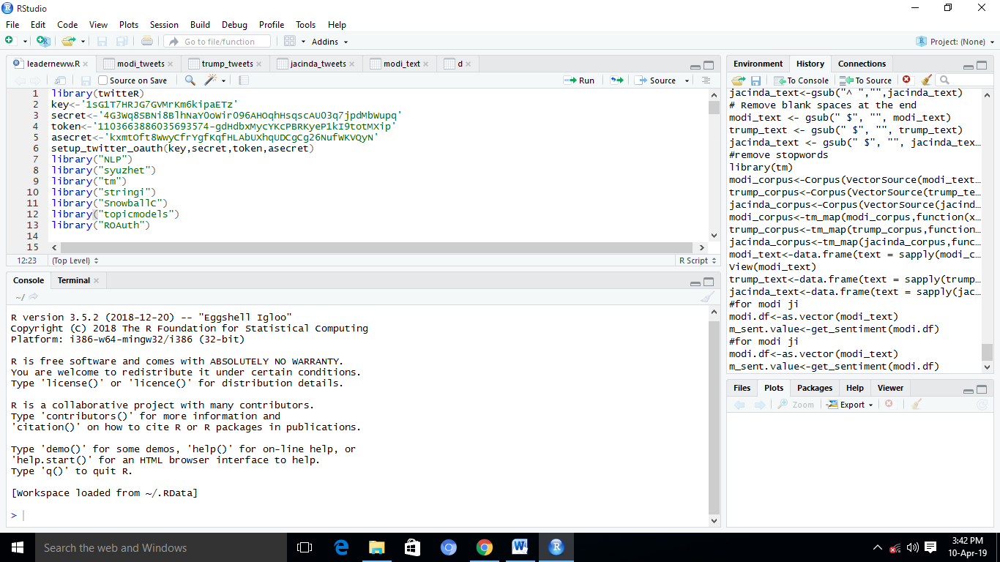 RStudio
File Edit Code View Plots Session Build Debug Profile Tools Help
Go to file/function Addins Project: (None)
leaderneww.R modi_tweets trump_tweets jacinda_tweets modi_text d
Source on Save Run Source
1 library(twitteR)
2 key<-'1sG1T7HRJG7GVMrKm6kipaETz'
3 secret<-'4G3Wq8SBNi8BlhNaYOoWir096AHOqhHsqscAU03q7jpdMbWupq'
4 token<-'1103663886035693574-gdHdbxMycYKcPBRKyeP1kI9totMXip'
5 asecret<-'kxmtOft8WwyCfrYgfKqfHLAbUXhqUDCgCg26NufWKVQyN'
6 setup_twitter_oauth(key,secret,token,asecret)
7 library("NLP")
8 library("syuzhet")
9 library("tm")
10 library("stringi")
11 library("SnowballC")
12 library("topicmodels")
13 library("ROAuth")
14
15
12:23 (Top Level) R Script
Console Terminal
~/
R version 3.5.2 (2018-12-20) -- "Eggshell Igloo"
Copyright (C) 2018 The R Foundation for Statistical Computing
Platform: i386-w64-mingw32/i386 (32-bit)
R is free software and comes with ABSOLUTELY NO WARRANTY.
You are welcome to redistribute it under certain conditions.
Type 'license()' or 'licence()' for distribution details.
R is a collaborative project with many contributors.
Type 'contributors()' for more information and
'citation()' on how to cite R or R packages in publications.
Type 'demo()' for some demos, 'help()' for on-line help, or
'help.start()' for an HTML browser interface to help.
Type 'q()' to quit R.
[Workspace loaded from ~/.RData]
>
Environment History Connections
To Console To Source
jacinda_text<-gsub("^ ","",jacinda_text)
# Remove blank spaces at the end
modi_text <- gsub(" $", "", modi_text)
trump_text <- gsub(" $", "", trump_text)
jacinda_text <- gsub(" $", "", jacinda_tex…
#remove stopwords
library(tm)
modi_corpus<-Corpus(VectorSource(modi_text…
trump_corpus<-Corpus(VectorSource(trump_te…
jacinda_corpus<-Corpus(VectorSource(jacind…
modi_corpus<-tm_map(modi_corpus,function(x…
trump_corpus<-tm_map(trump_corpus,function…
jacinda_corpus<-tm_map(jacinda_corpus,func…
modi_text<-data.frame(text = sapply(modi_c…
View(modi_text)
trump_text<-data.frame(text = sapply(trump…
jacinda_text<-data.frame(text = sapply(jac…
#for modi ji
modi.df<-as.vector(modi_text)
m_sent.value<-get_sentiment(modi.df)
#for modi ji
modi.df<-as.vector(modi_text)
m_sent.value<-get_sentiment(modi.df)
Files Plots Packages Help Viewer
Zoom Export
Search the web and Windows
3:42 PM
10-Apr-19